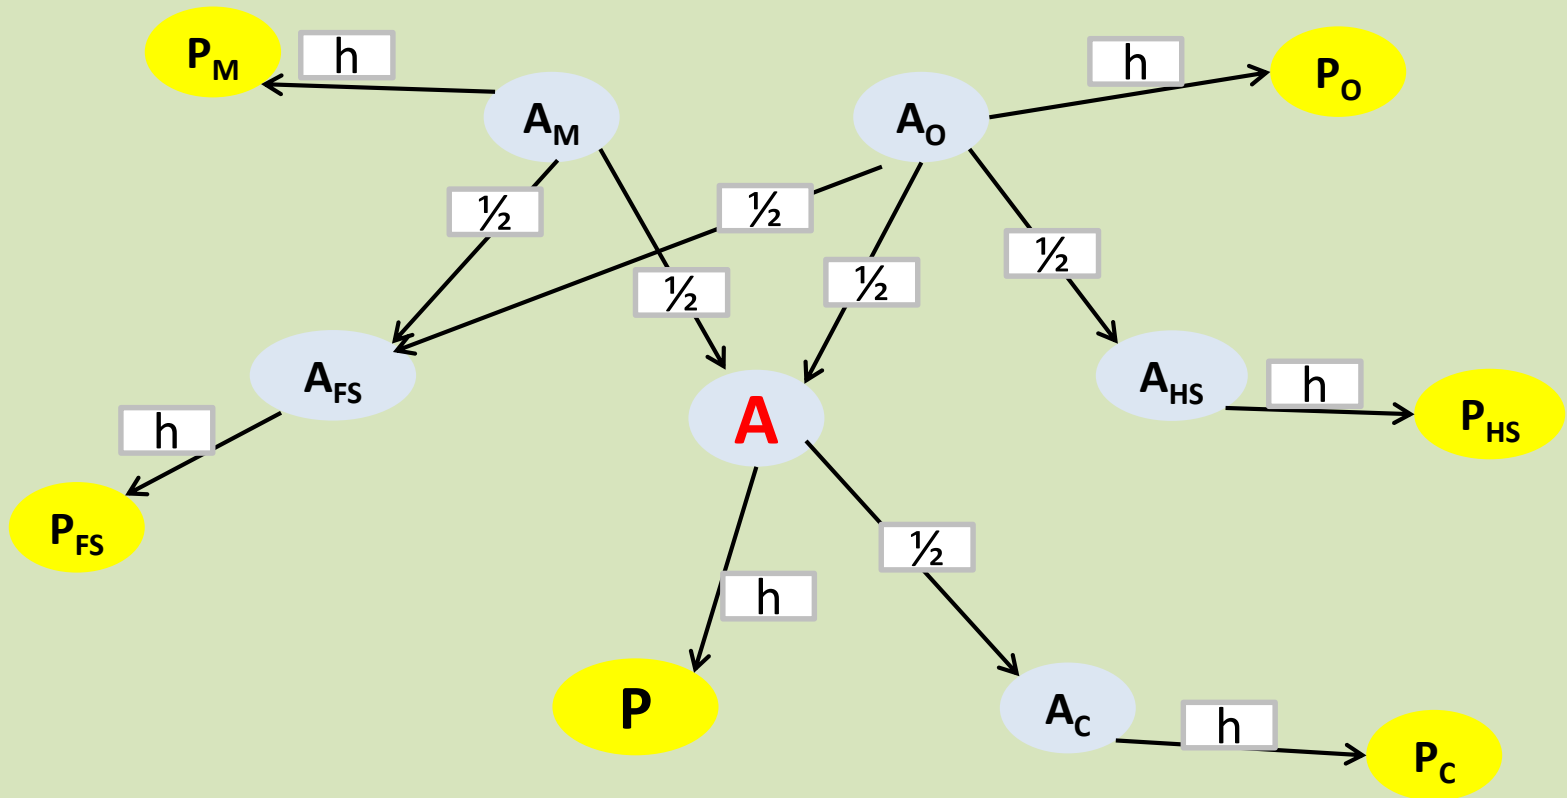 P_M
h
h
P_O
A_M
A_O
½
½
½
½
½
A_FS
A
A_HS
h
P_HS
h
P_FS
½
h
P
A_C
h
P_C